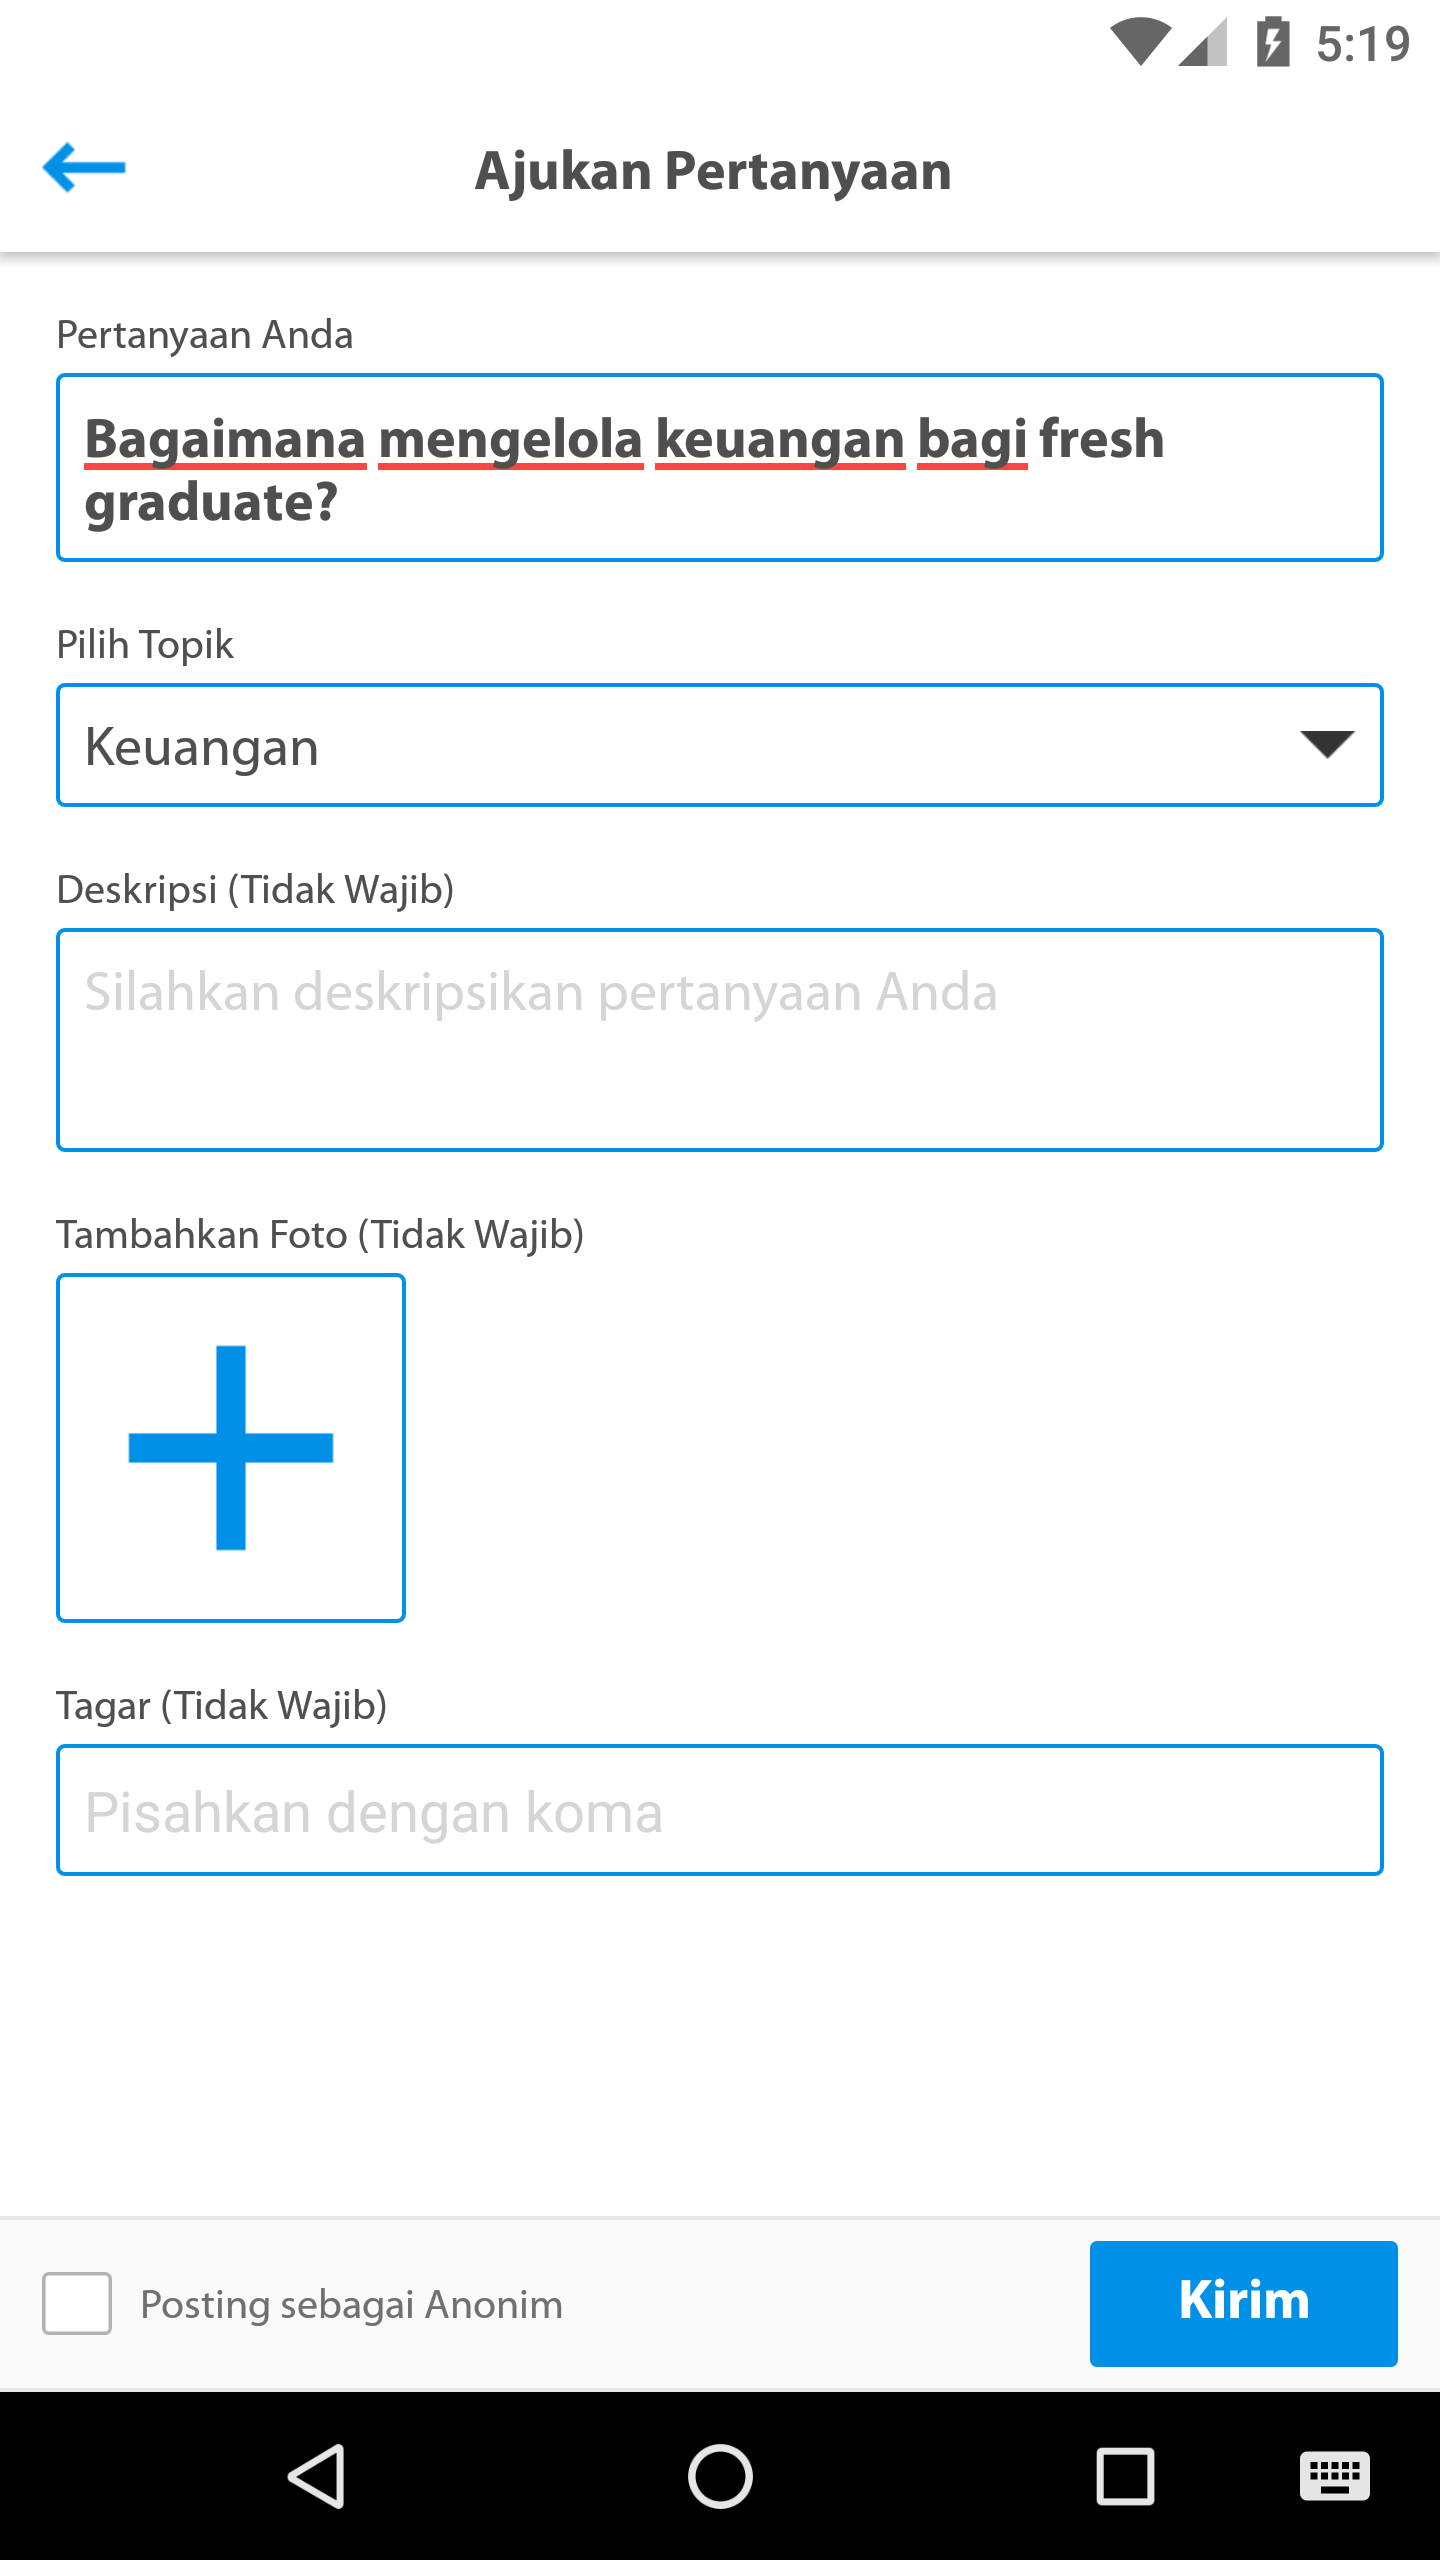 5:19
Ajukan Pertanyaan
Pertanyaan Anda
Bagaimana mengelola keuangan bagi fresh
graduate?
Pilih Topik
Keuangan
Deskripsi (Tidak Wajib)
Silahkan deskripsikan pertanyaan Anda
Tambahkan Foto (Tidak Wajib)
Tagar (Tidak Wajib)
Pisahkan dengan koma
Posting sebagai Anonim
Kirim